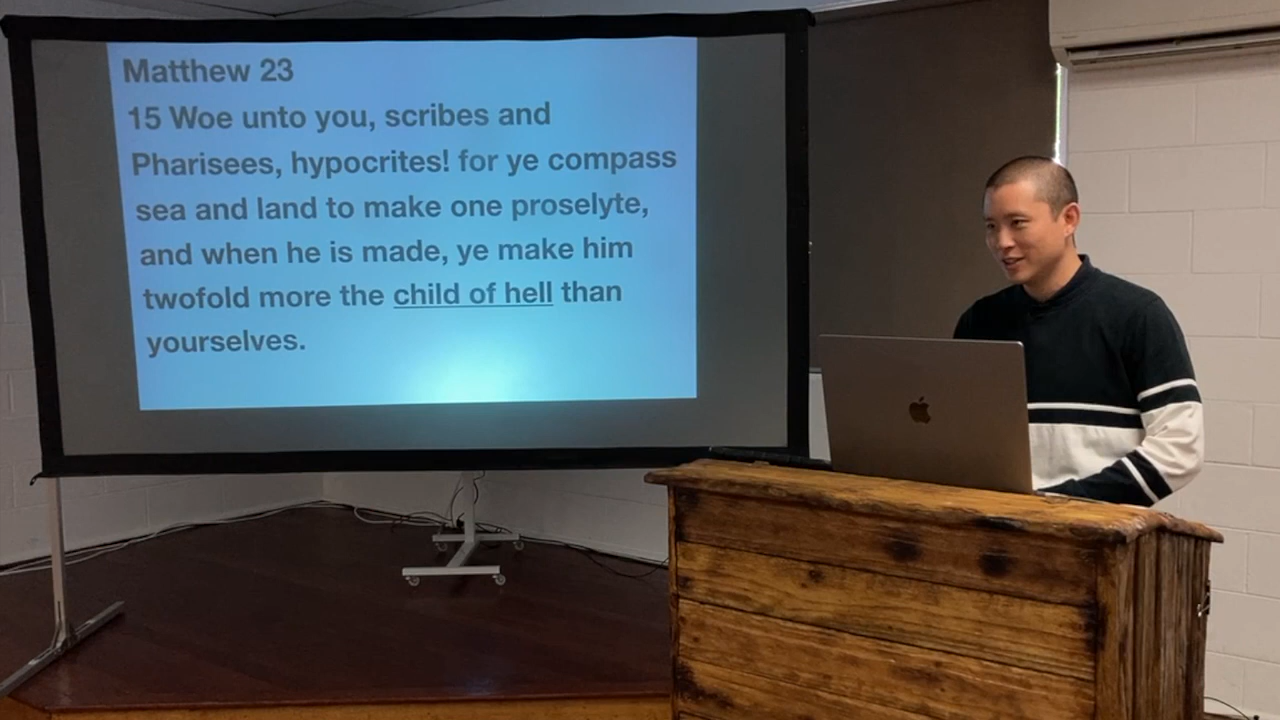 Matthew 23
15 Woe unto you, scribes and
Pharisees, hypocrites! for ye compass
sea and land to make one proselyte,
and when he is made, ye make him
twofold more the child of hell than
yourselves.